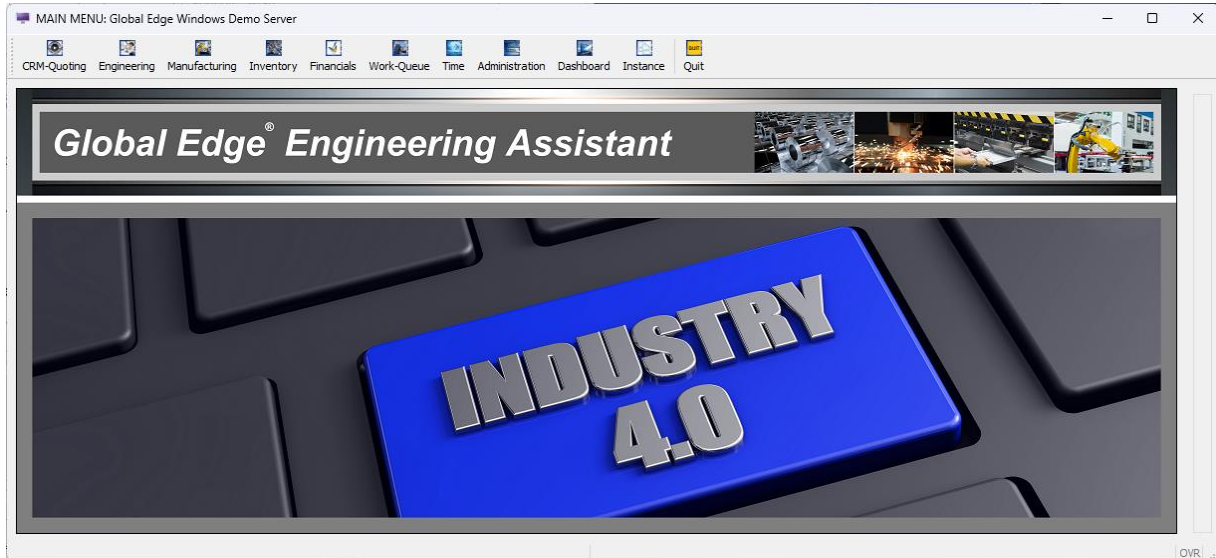 MAIN MENU: Global Edge Windows Demo Server
CRM-Quoting Engineering Manufacturing Inventory Financials Work-Queue Time Administration Dashboard Instance Quit
QUIT
Global Edge® Engineering Assistant
INDUSTRY
4.0
OVR